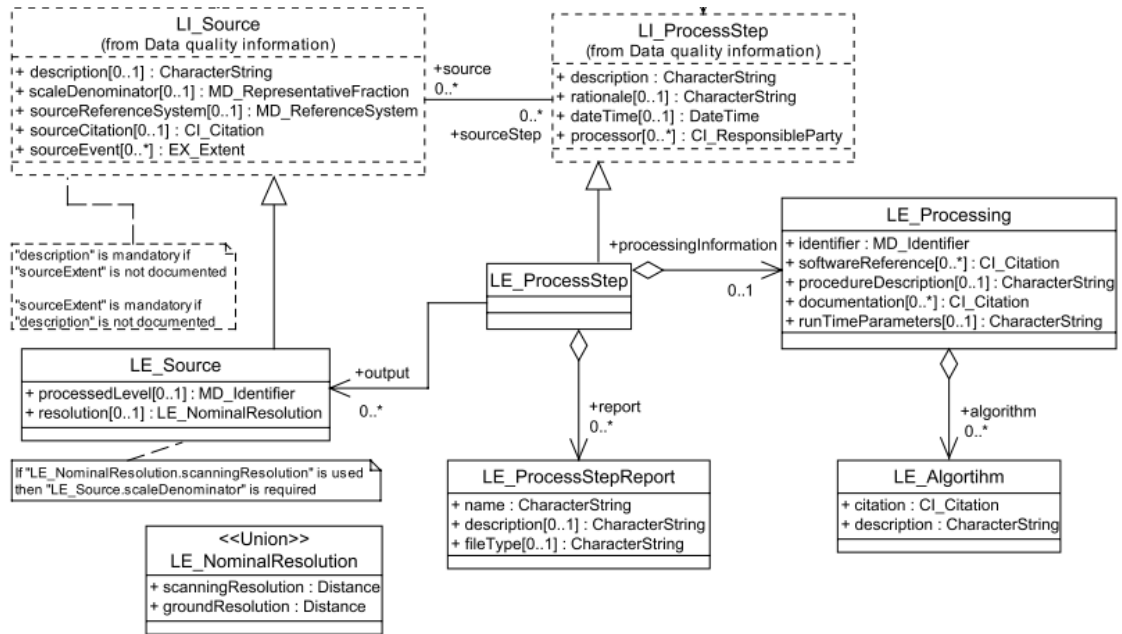 LI_Source
(from Data quality information)
+ description[0..1] : CharacterString
+ scaleDenominator[0..1] : MD_RepresentativeFraction
+ sourceReferenceSystem[0..1] : MD_ReferenceSystem
+ sourceCitation[0..1] : CI_Citation
+ sourceEvent[0..*] : EX_Extent
+source
0..*
0..*
+sourceStep
LI_ProcessStep
(from Data quality information)
+ description : CharacterString
+ rationale[0..1] : CharacterString
+ dateTime[0..1] : DateTime
+ processor[0..*] : CI_ResponsibleParty
"description" is mandatory if
"sourceExtent" is not documented
"sourceExtent" is mandatory if
"description" is not documented
LE_ProcessStep
+processingInformation
0..1
LE_Processing
+ identifier : MD_Identifier
+ softwareReference[0..*] : CI_Citation
+ procedureDescription[0..1] : CharacterString
+ documentation[0..*] : CI_Citation
+ runTimeParameters[0..1] : CharacterString
LE_Source
+ processedLevel[0..1] : MD_Identifier
+ resolution[0..1] : LE_NominalResolution
+output
0..*
+report
0..*
+algorithm
0..*
If "LE_NominalResolution.scanningResolution" is used
then "LE_Source.scaleDenominator" is required
LE_ProcessStepReport
+ name : CharacterString
+ description[0..1] : CharacterString
+ fileType[0..1] : CharacterString
LE_Algortihm
+ citation : CI_Citation
+ description : CharacterString
<<Union>>
LE_NominalResolution
+ scanningResolution : Distance
+ groundResolution : Distance